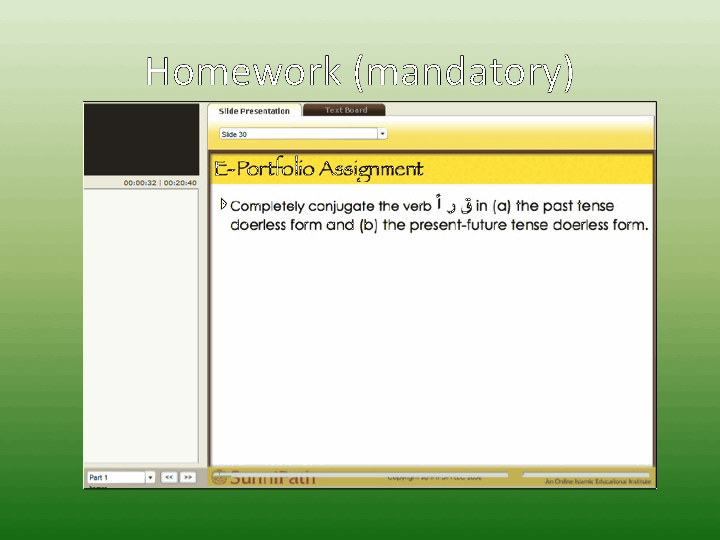 Homework (mandatory)
Slide Presentation
Text Board
Slide 30
E-Portfolio Assignment
00:00:32 | 00:20:40
Completely conjugate the verb ق ر أ in (a) the past tense
doerless form and (b) the present-future tense doerless form.
Part 1
<< >>
SunniPath
Copyright
An Online Islamic Educational Institute